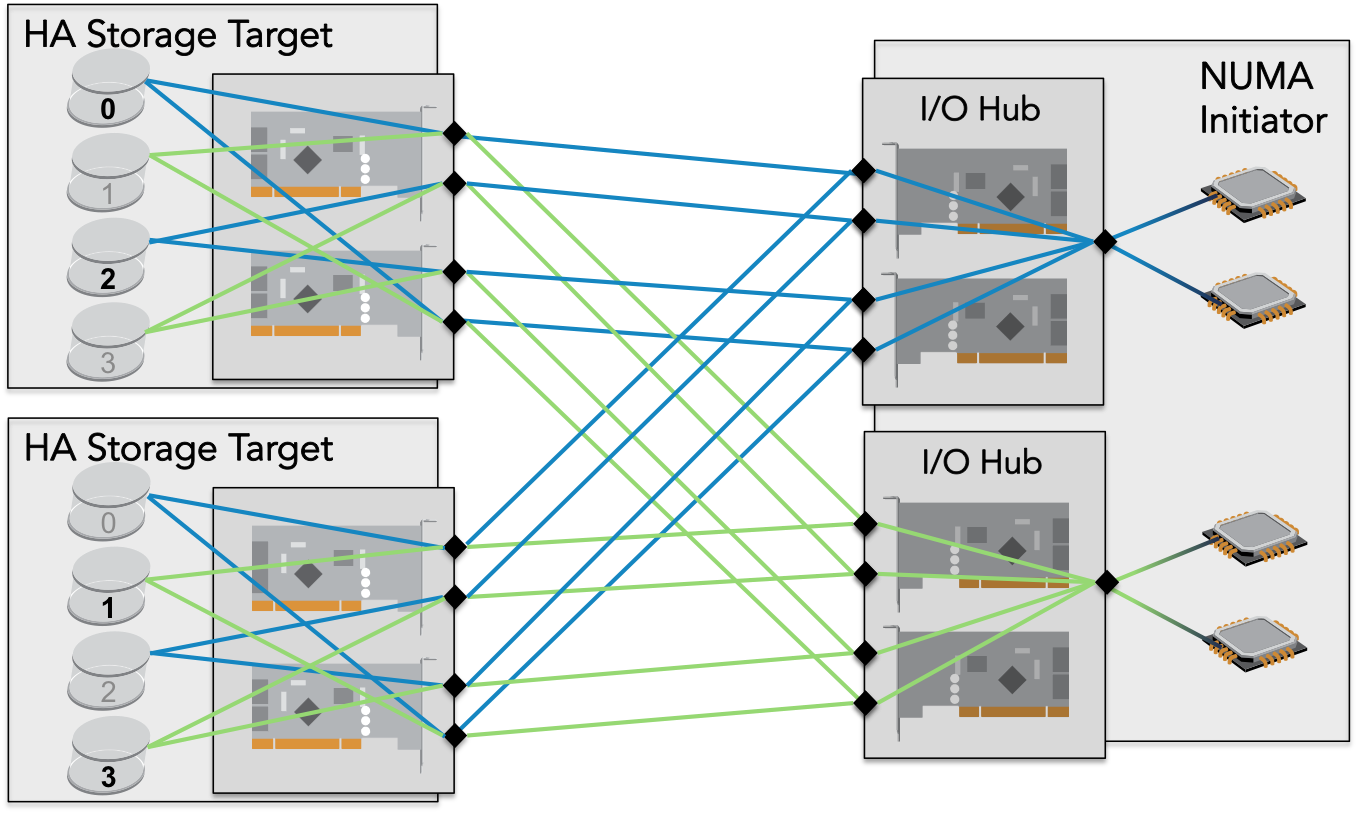 HA Storage Target
0
1
2
3
HA Storage Target
0
1
2
3
I/O Hub
I/O Hub
NUMA
Initiator